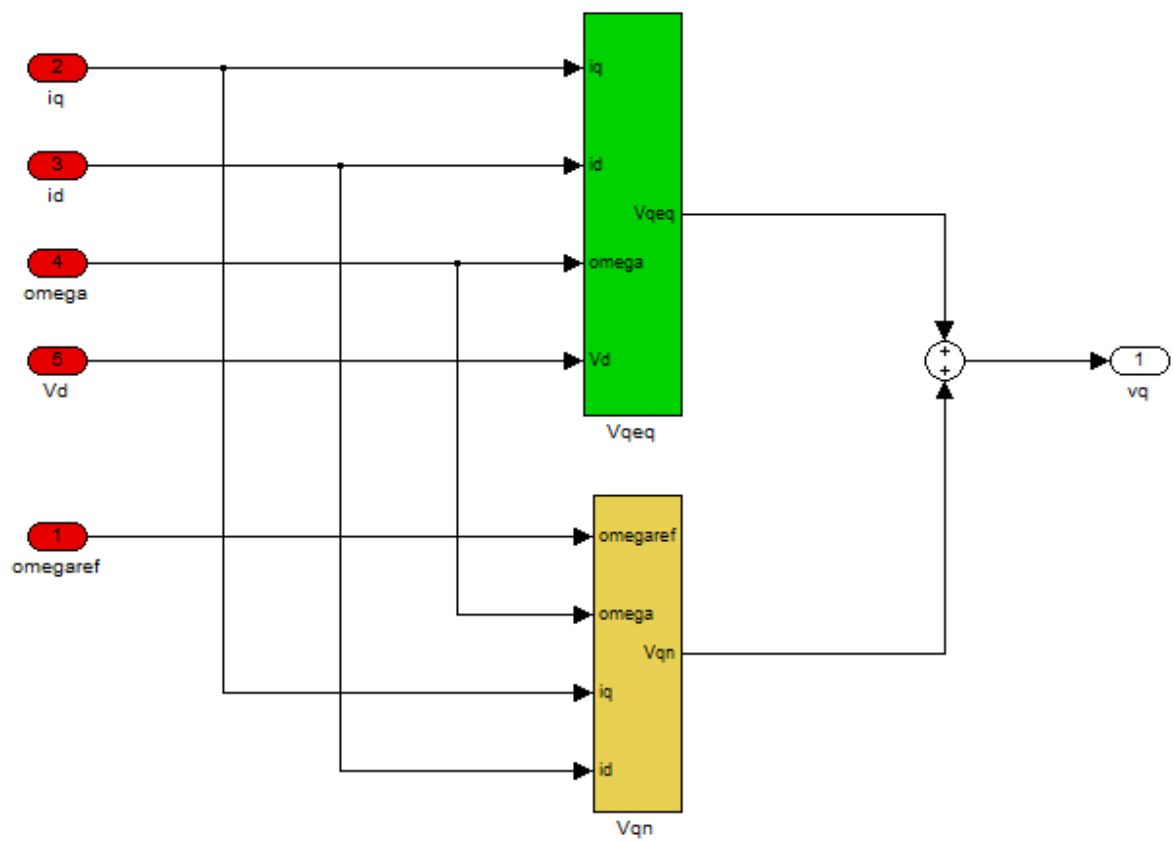 2
iq
iq
3
id
id
Vqeq
4
omega
omega
5
Vd
Vd
Vqeq
+
+
1
vq
1
omegaref
omegaref
omega
Vqn
iq
id
Vqn